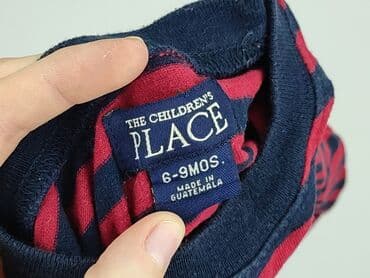 THE CHILDREN'S
PLACE
6-9MOS.
MADE IN
GUATEMALA